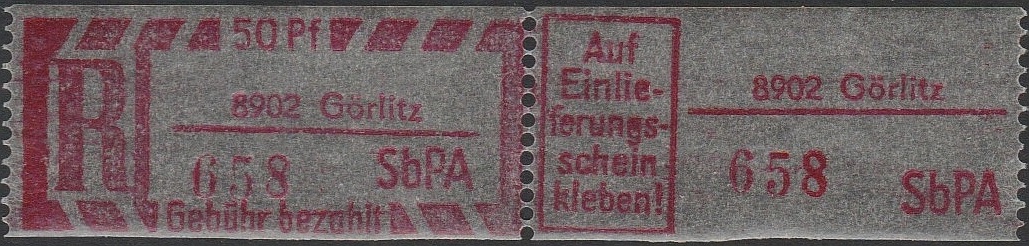 50 Pf
R
8902 Görlitz
658
SbPA
Gebühr bezahlt
Auf
Einlie-
ferungs-
schein
kleben!
8902 Görlitz
658
SbPA